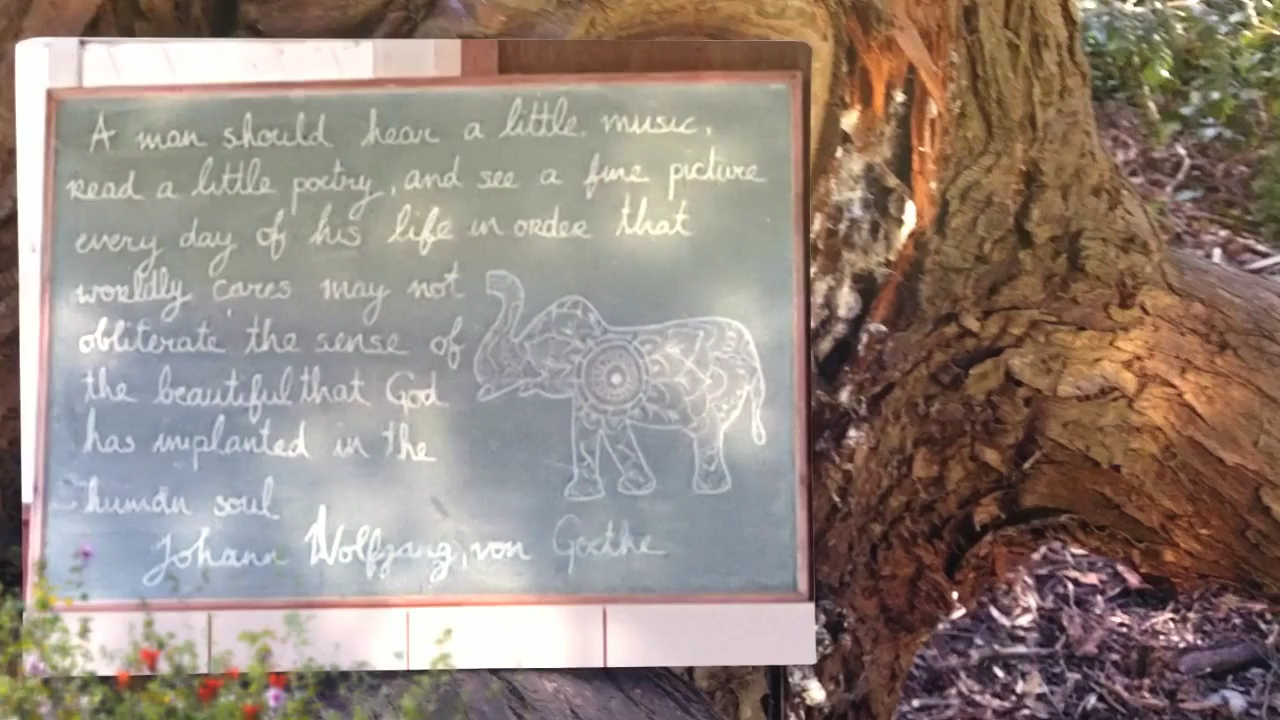 A man should hear a little music,
read a little poetry, and see a fine picture
every day of his life in order that
worldly cares may not
obliterate the sense of
the beautiful that God
has implanted in the
human soul
Johann Wolfgang, von Goethe